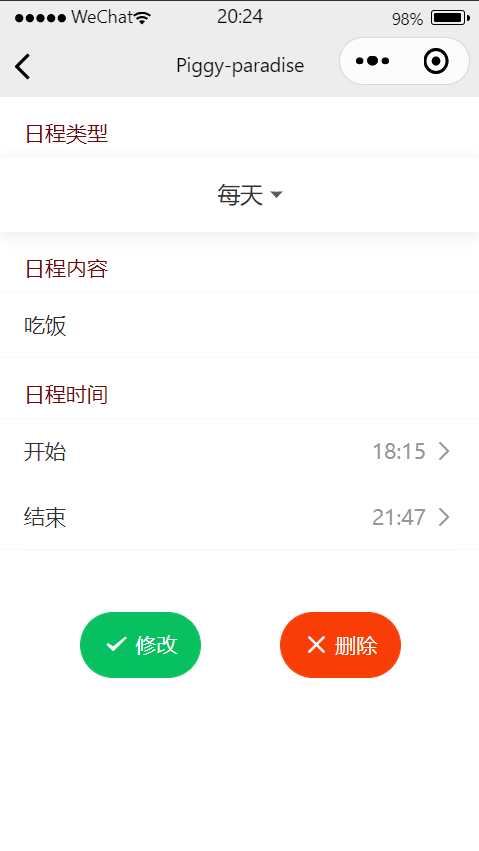 WeChat 20:24 98%
Piggy-paradise
日程类型
每天
日程内容
吃饭
日程时间
开始 18:15
结束 21:47
修改 删除